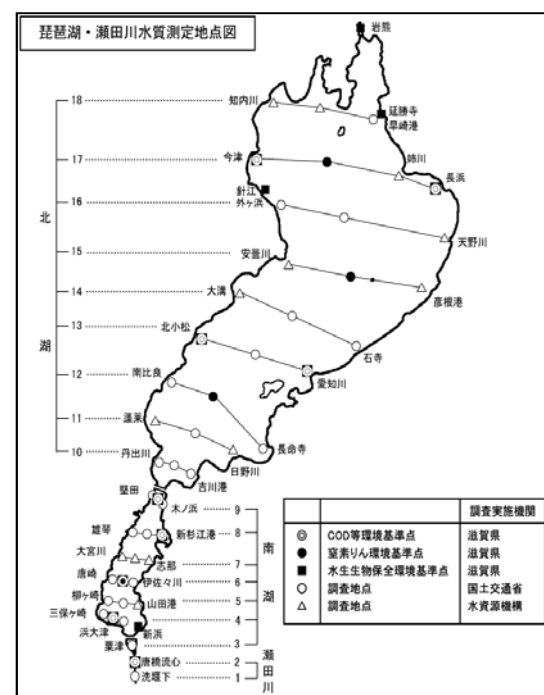 琵琶湖・瀬田川水質測定地点図
岩熊
18 知内川
延勝寺
早崎港
17 今津
姉川
長浜
針江
16 外ヶ浜
天野川
北湖
15 安曇川
彦根港
14 大溝
石寺
13 北小松
愛知川
12 南比良
長命寺
11 蓬莱
日野川
10 丹出川
吉川港
堅田
木ノ浜 9
雄琴 新杉江港 8
大宮川 志那 7
南湖
唐崎 伊佐々川 6
柳ヶ崎 山田港 5
三保ヶ崎 4
浜大津 新浜
粟津 3
唐橋流心 2
洗堰下 1
瀬田川
調査実施機関
◎ COD等環境基準点 滋賀県
● 窒素りん環境基準点 滋賀県
■ 水生生物保全環境基準点 滋賀県
○ 調査地点 国土交通省
△ 調査地点 水資源機構